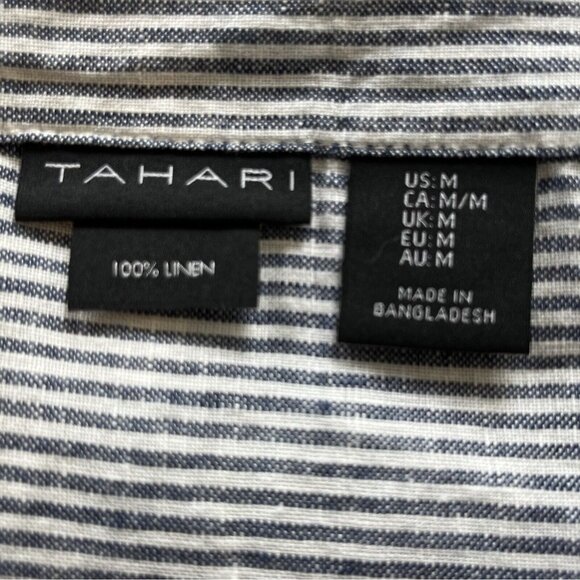 TAHARI
100% LINEN
US: M
CA: M/M
UK: M
EU: M
AU: M
MADE IN
BANGLADESH